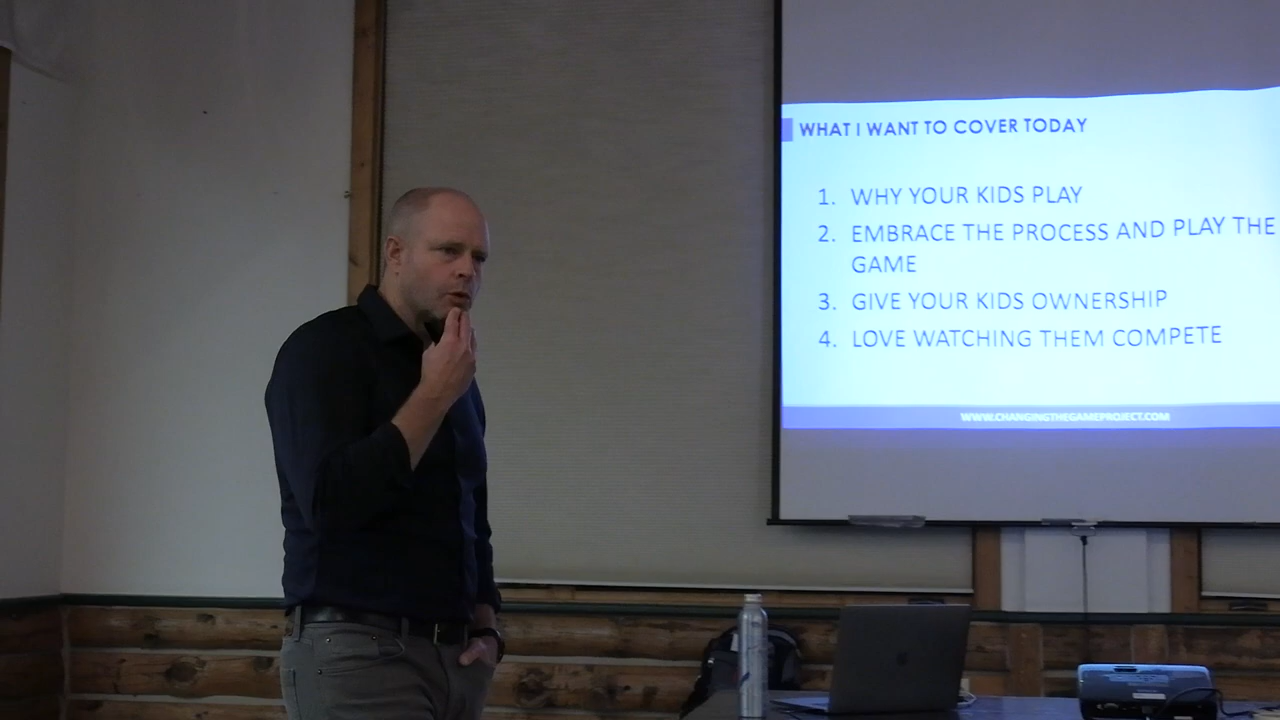 WHAT I WANT TO COVER TODAY
1. WHY YOUR KIDS PLAY
2. EMBRACE THE PROCESS AND PLAY THE
GAME
3. GIVE YOUR KIDS OWNERSHIP
4. LOVE WATCHING THEM COMPETE
WWW.CHANGINGTHEGAMEPROJECT.COM